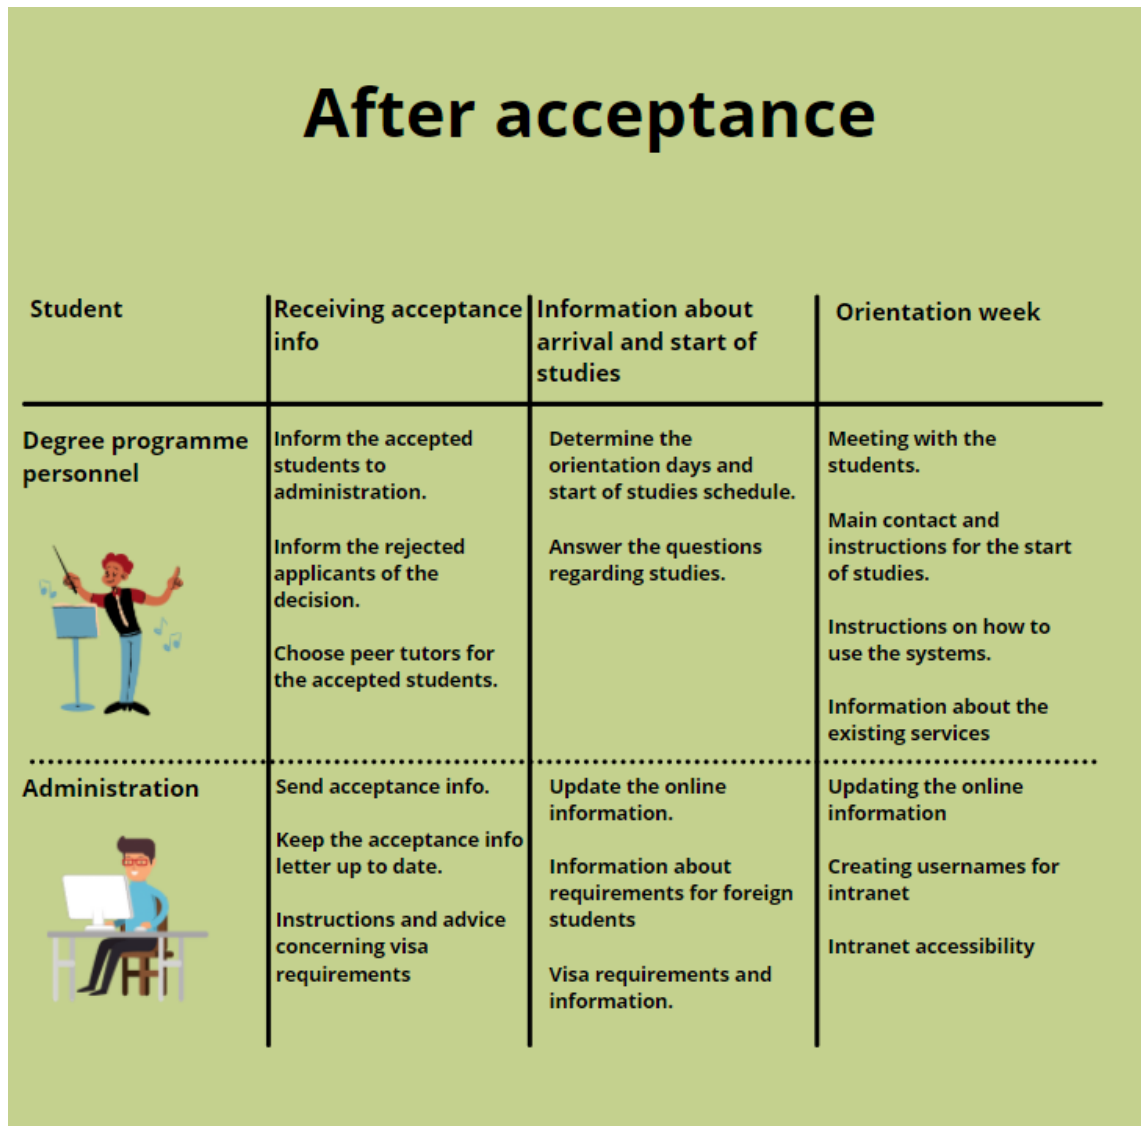 After acceptance
Student
Receiving acceptance
info
Information about
arrival and start of
studies
Orientation week
Degree programme
personnel
Inform the accepted
students to
administration.
Inform the rejected
applicants of the
decision.
Choose peer tutors for
the accepted students.
Determine the
orientation days and
start of studies schedule.
Answer the questions
regarding studies.
Meeting with the
students.
Main contact and
instructions for the start
of studies.
Instructions on how to
use the systems.
Information about the
existing services
Administration
Send acceptance info.
Keep the acceptance info
letter up to date.
Instructions and advice
concerning visa
requirements
Update the online
information.
Information about
requirements for foreign
students
Visa requirements and
information.
Updating the online
information
Creating usernames for
intranet
Intranet accessibility